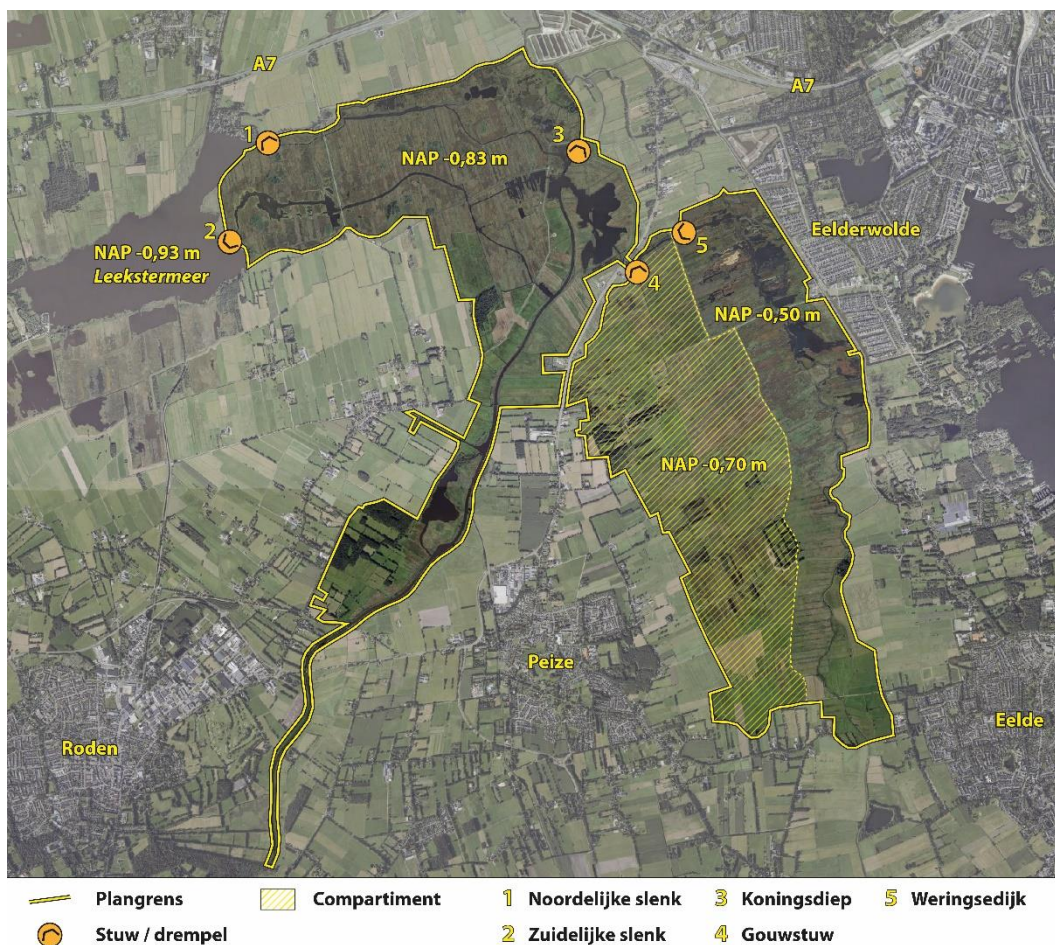 A7
A7
1
3
NAP -0,83 m
2
NAP -0,93 m
Leekstermeer
5
Eelderwolde
4
NAP -0,50 m
NAP -0,70 m
Peize
Roden
Eelde
Plangrens
Compartiment
1 Noordelijke slenk
3 Koningsdiep
5 Weringsedijk
Stuw / drempel
2 Zuidelijke slenk
4 Gouwstuw